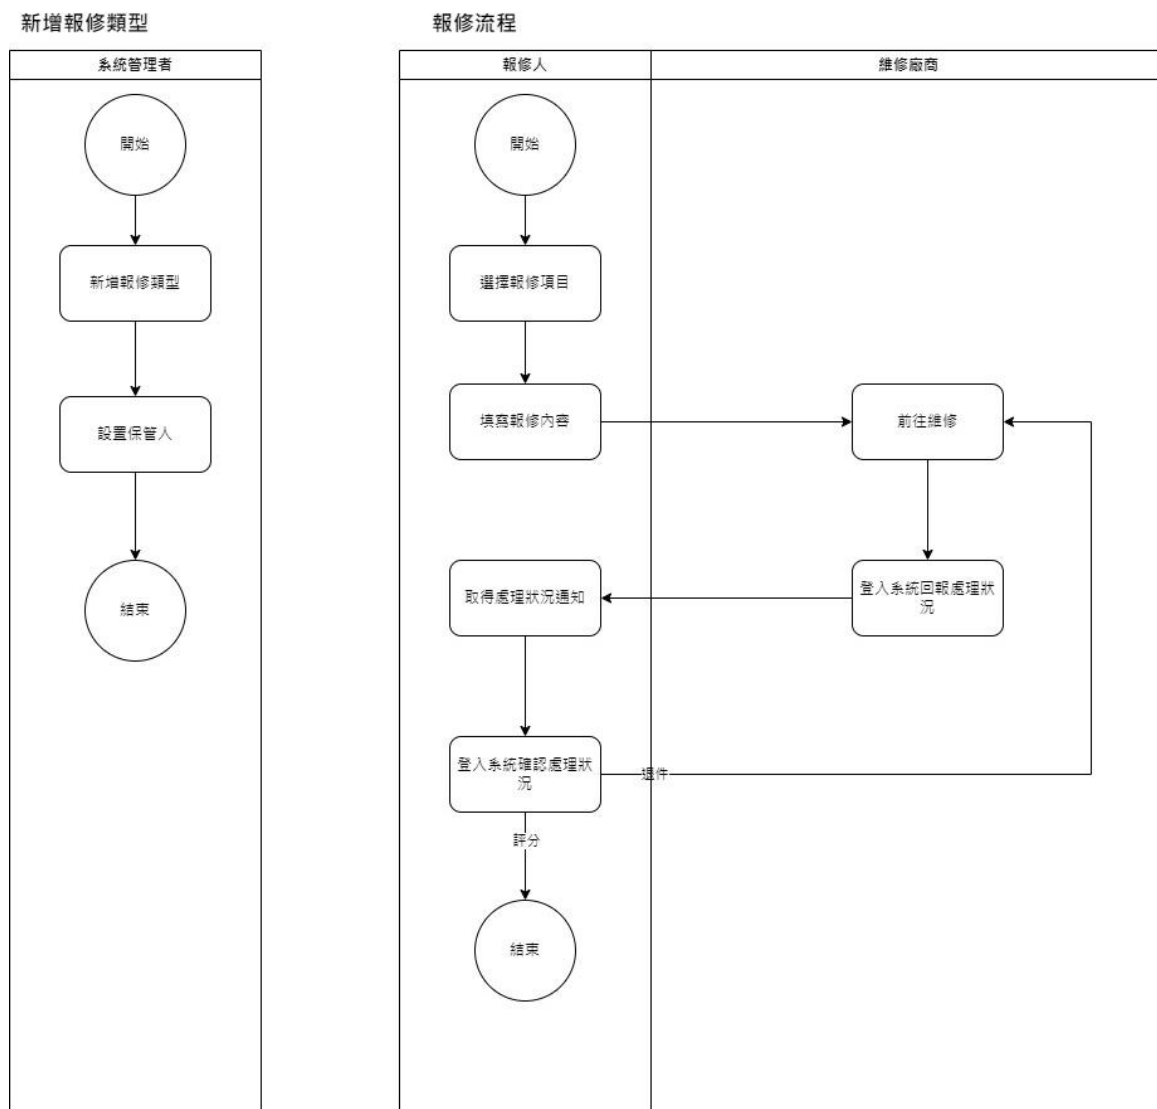 新增報修類型
系統管理者
開始
新增報修類型
設置保管人
結束
報修流程
報修人
維修廠商
開始
選擇報修項目
填寫報修內容
前往維修
登入系統回報處理狀
況
取得處理狀況通知
登入系統確認處理狀
況
退件
評分
結束